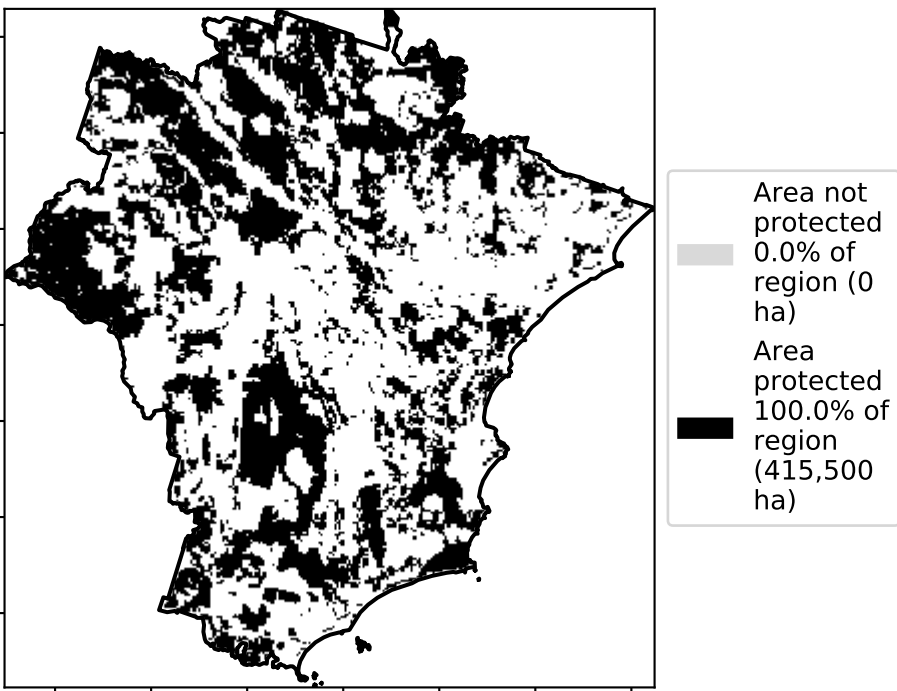 Area not
protected
0.0% of
region (0
ha)
Area
protected
100.0% of
region
(415,500
ha)